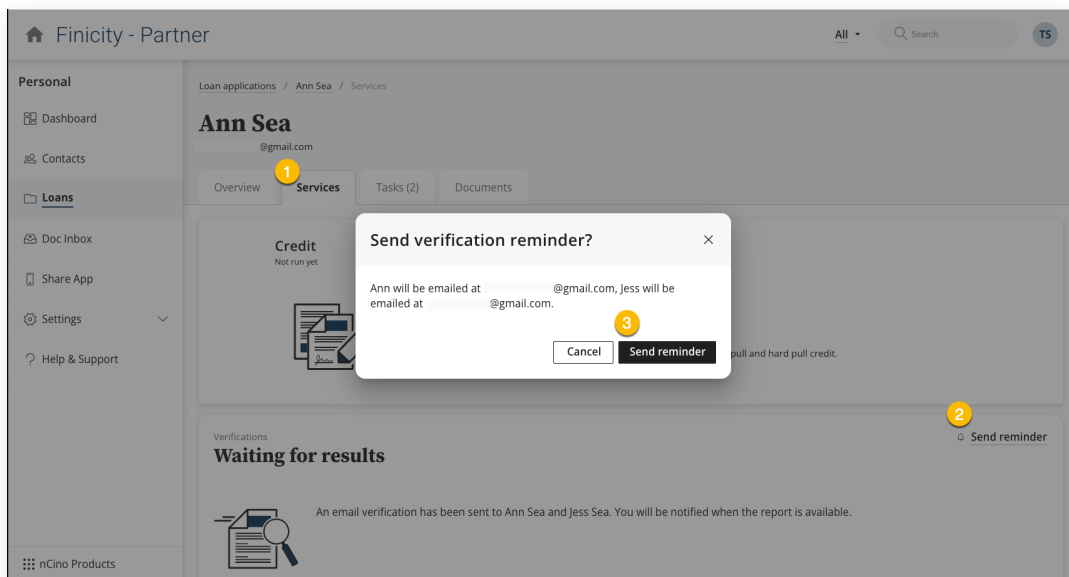 Finicity - Partner
All
Search
TS
Personal
Dashboard
Contacts
Loans
Doc Inbox
Share App
Settings
Help & Support
nCino Products
Loan applications / Ann Sea / Services
Ann Sea
@gmail.com
1
Overview
Services
Tasks (2)
Documents
Credit
Not run yet
Send verification reminder?
Ann will be emailed at @gmail.com, Jess will be
emailed at @gmail.com.
3
Cancel
Send reminder
pull and hard pull credit.
2
Verifications
Send reminder
Waiting for results
An email verification has been sent to Ann Sea and Jess Sea. You will be notified when the report is available.